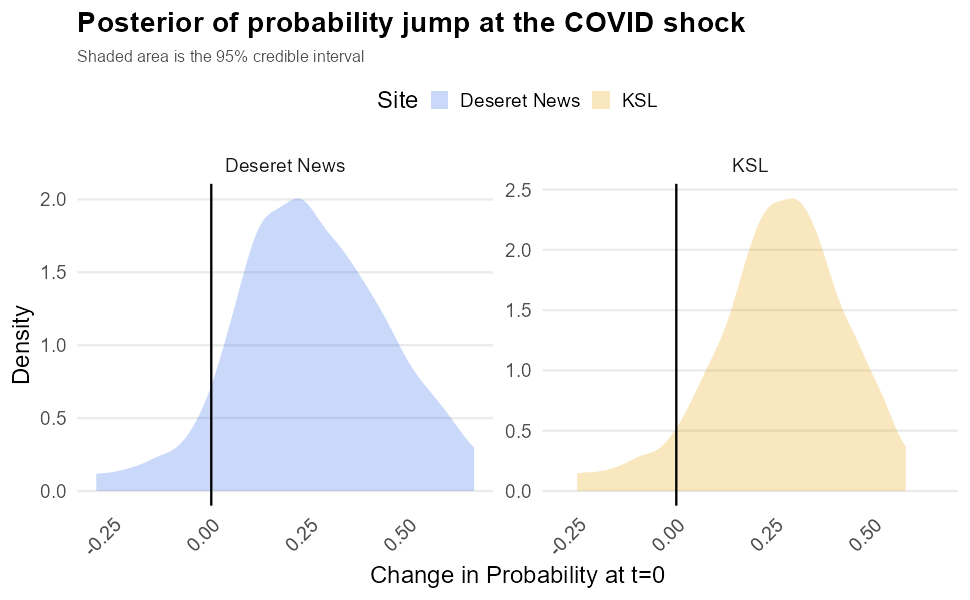 Posterior of probability jump at the COVID shock
Shaded area is the 95% credible interval
Site Deseret News KSL
Deseret News KSL
Density
2.0
1.5
1.0
0.5
0.0
2.5
2.0
1.5
1.0
0.5
0.0
-0.25 0.00 0.25 0.50
-0.25 0.00 0.25 0.50
Change in Probability at t=0